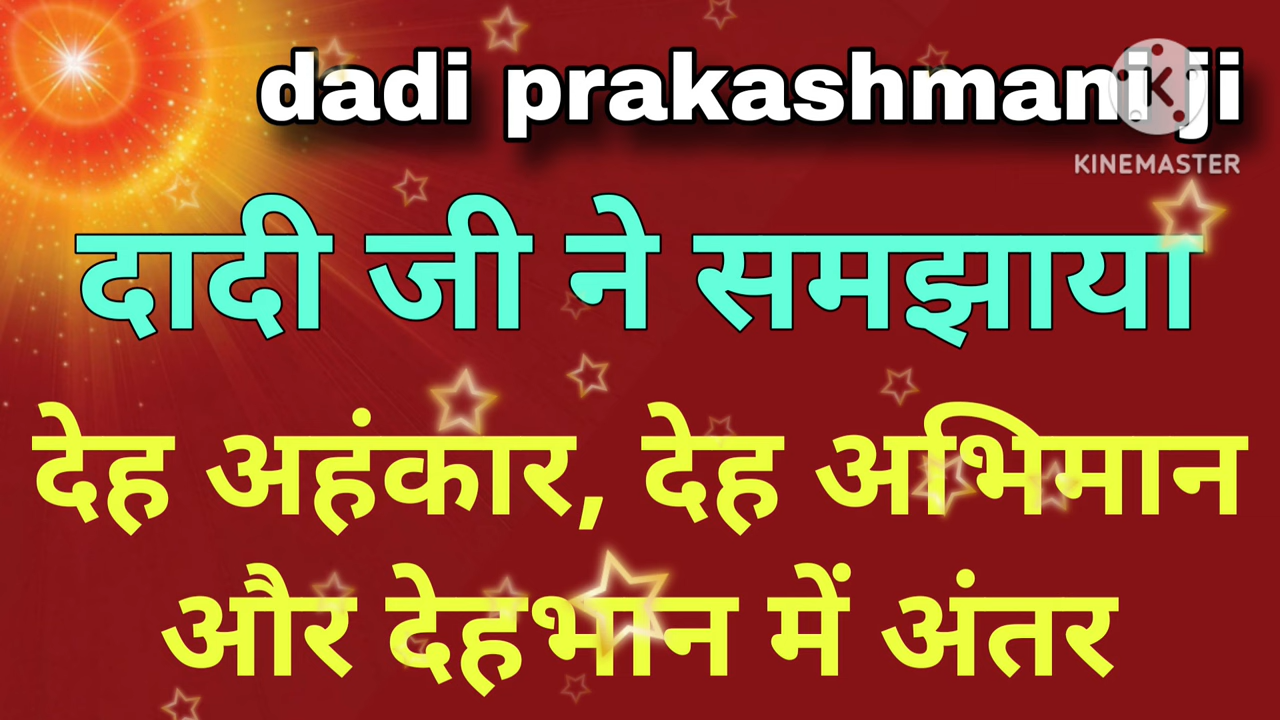 dadi prakashmani ji
KINEMASTER
दादी जी ने समझाया
देह अहंकार, देह अभिमान
और देहभान में अंतर